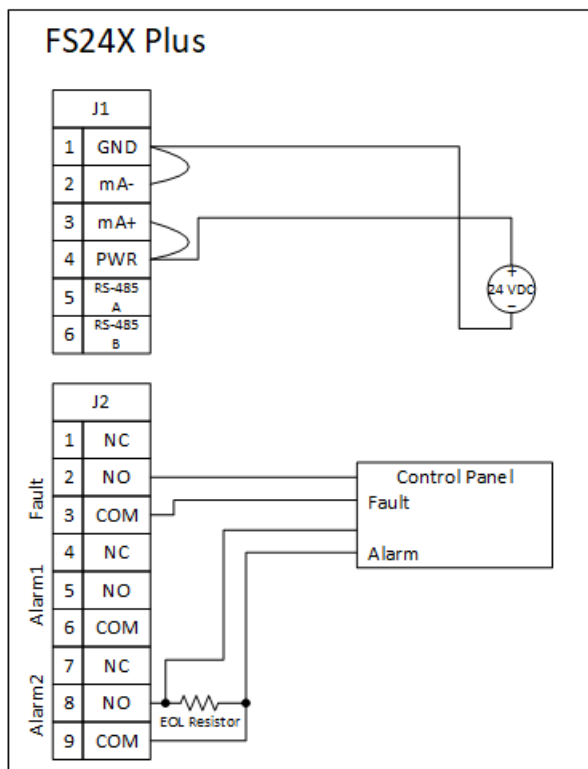 FS24X Plus
J1
1 GND
2 mA-
3 mA+
4 PWR
5 RS-485
A
6 RS-485
B
+
24 VDC
–
J2
1 NC
2 NO
3 COM
4 NC
5 NO
6 COM
7 NC
8 NO
9 COM
Fault
Alarm1
Alarm2
Control Panel
Fault
Alarm
EOL Resistor